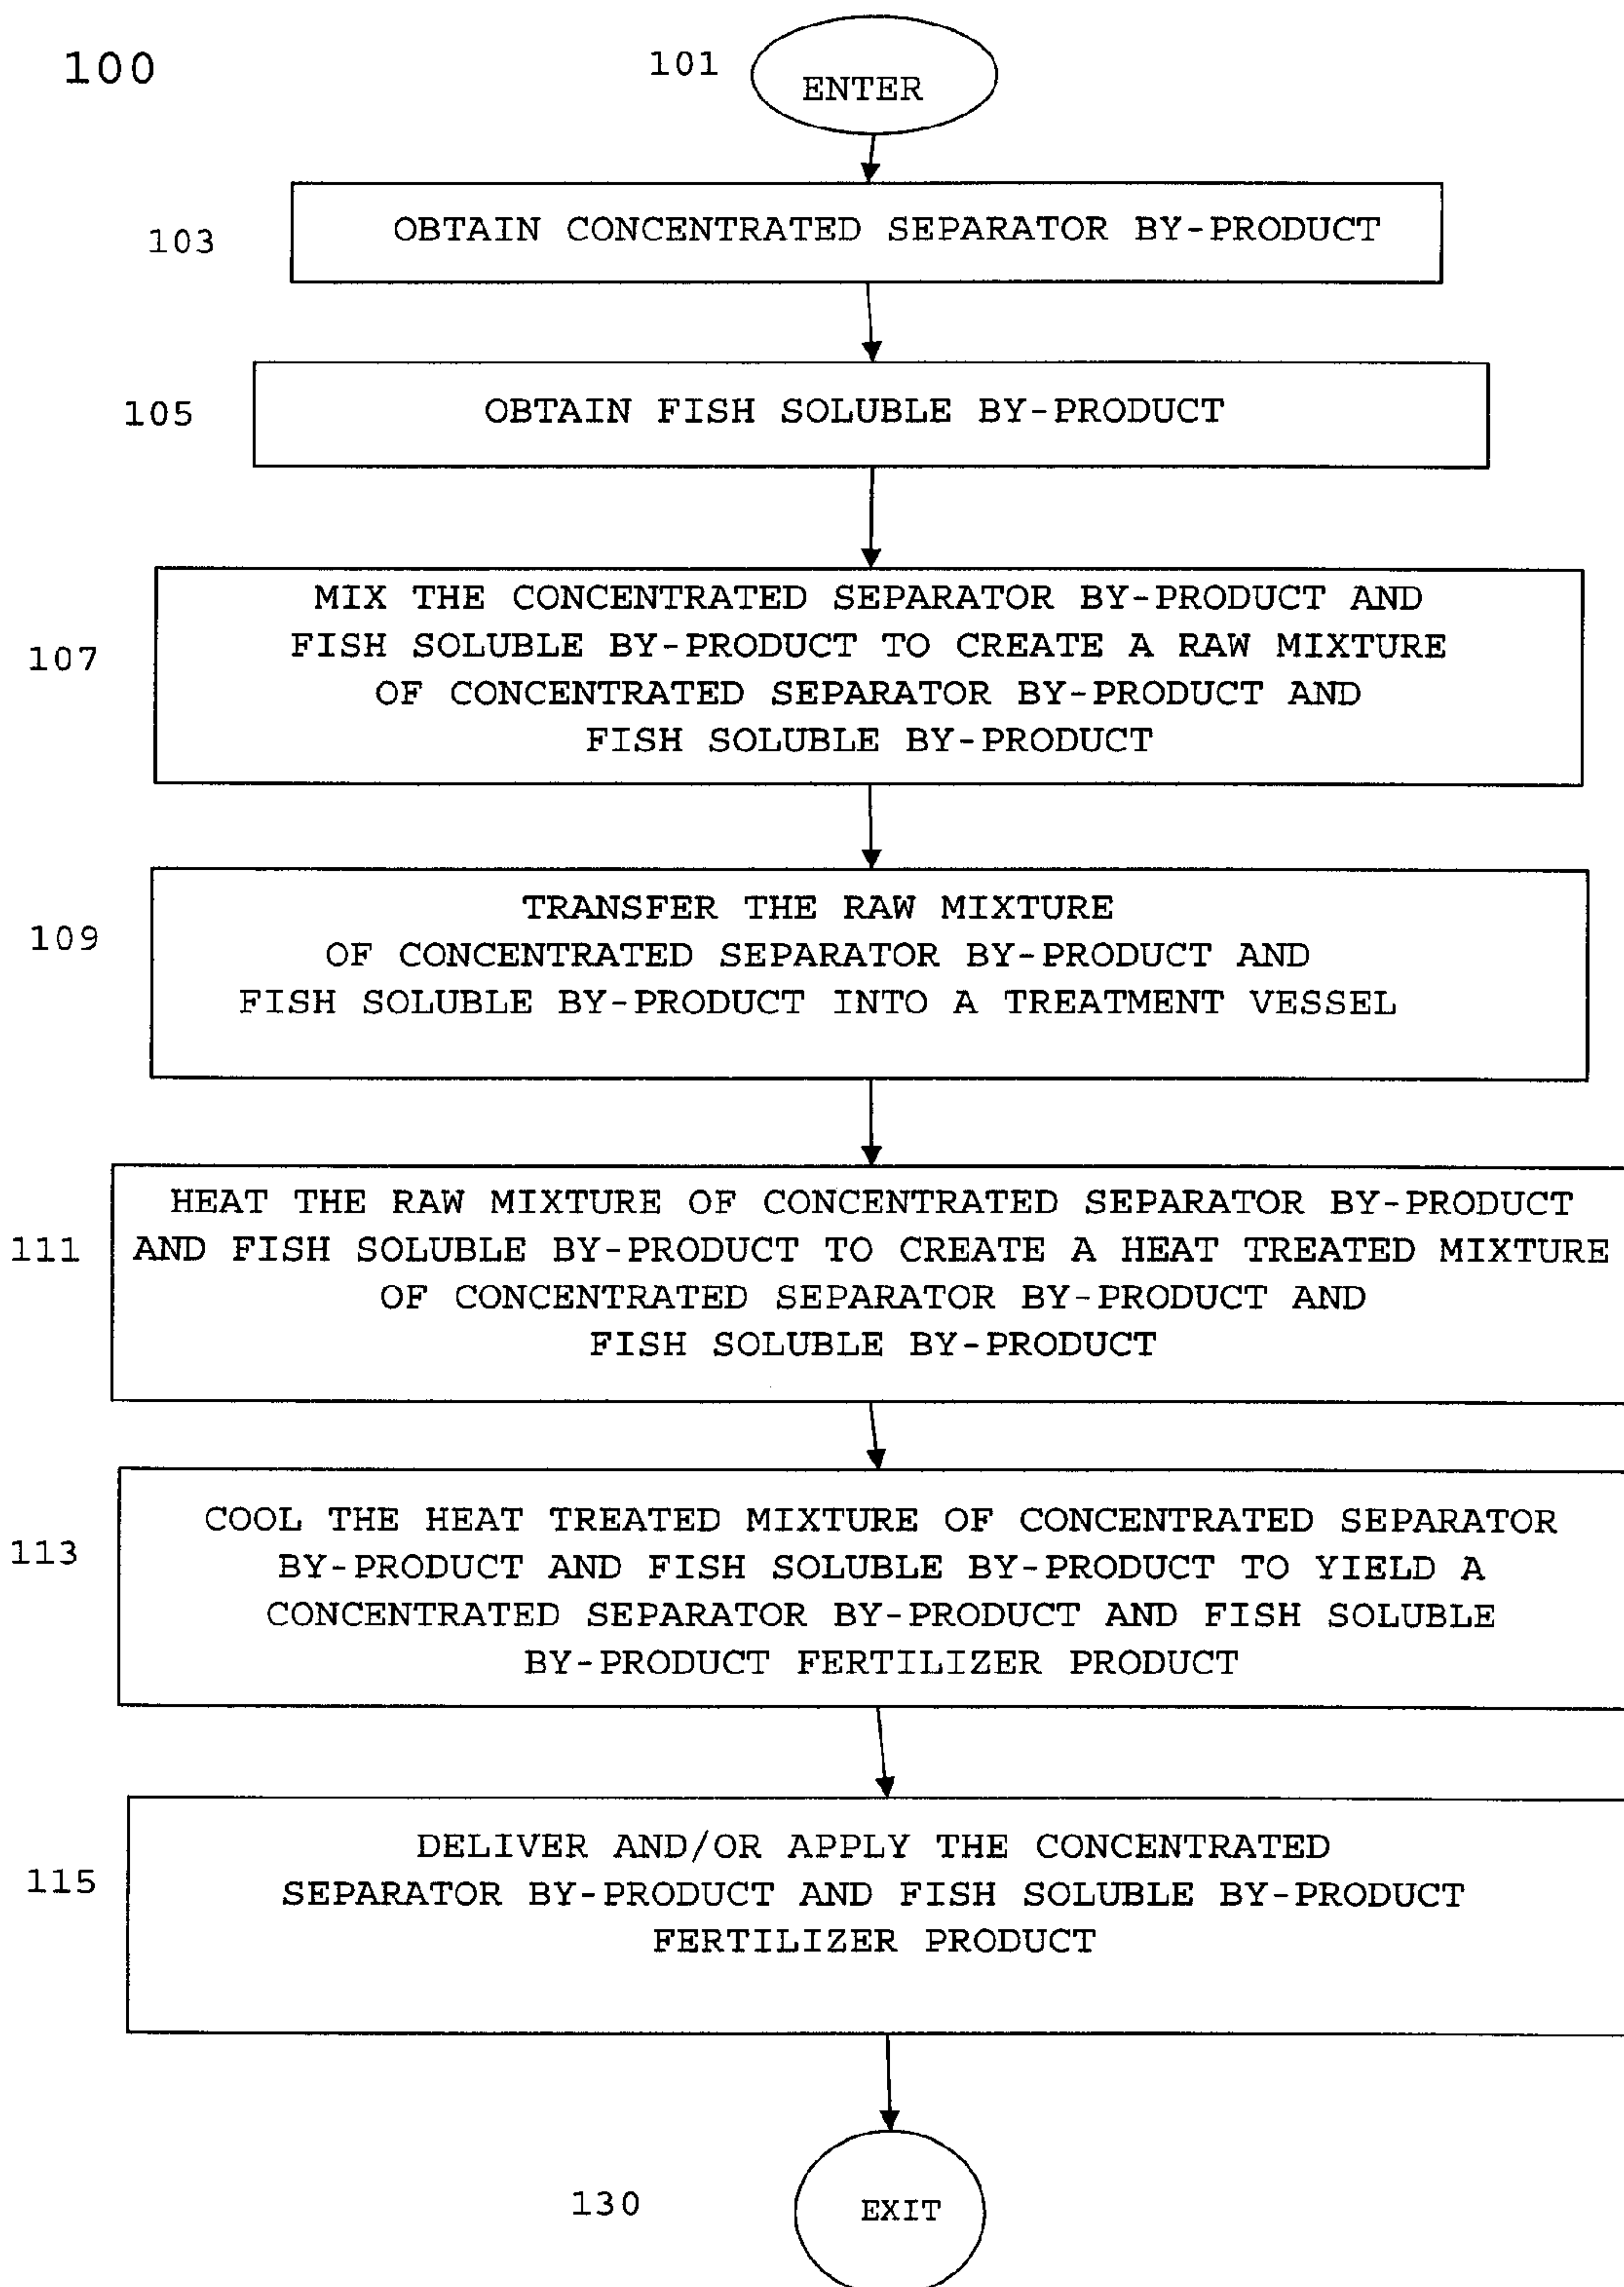 100
101
ENTER
103
OBTAIN CONCENTRATED SEPARATOR BY-PRODUCT
105
OBTAIN FISH SOLUBLE BY-PRODUCT
107
MIX THE CONCENTRATED SEPARATOR BY-PRODUCT AND
FISH SOLUBLE BY-PRODUCT TO CREATE A RAW MIXTURE
OF CONCENTRATED SEPARATOR BY-PRODUCT AND
FISH SOLUBLE BY-PRODUCT
109
TRANSFER THE RAW MIXTURE
OF CONCENTRATED SEPARATOR BY-PRODUCT AND
FISH SOLUBLE BY-PRODUCT INTO A TREATMENT VESSEL
111
HEAT THE RAW MIXTURE OF CONCENTRATED SEPARATOR BY-PRODUCT
AND FISH SOLUBLE BY-PRODUCT TO CREATE A HEAT TREATED MIXTURE
OF CONCENTRATED SEPARATOR BY-PRODUCT AND
FISH SOLUBLE BY-PRODUCT
113
COOL THE HEAT TREATED MIXTURE OF CONCENTRATED SEPARATOR
BY-PRODUCT AND FISH SOLUBLE BY-PRODUCT TO YIELD A
CONCENTRATED SEPARATOR BY-PRODUCT AND FISH SOLUBLE
BY-PRODUCT FERTILIZER PRODUCT
115
DELIVER AND/OR APPLY THE CONCENTRATED
SEPARATOR BY-PRODUCT AND FISH SOLUBLE BY-PRODUCT
FERTILIZER PRODUCT
130
EXIT